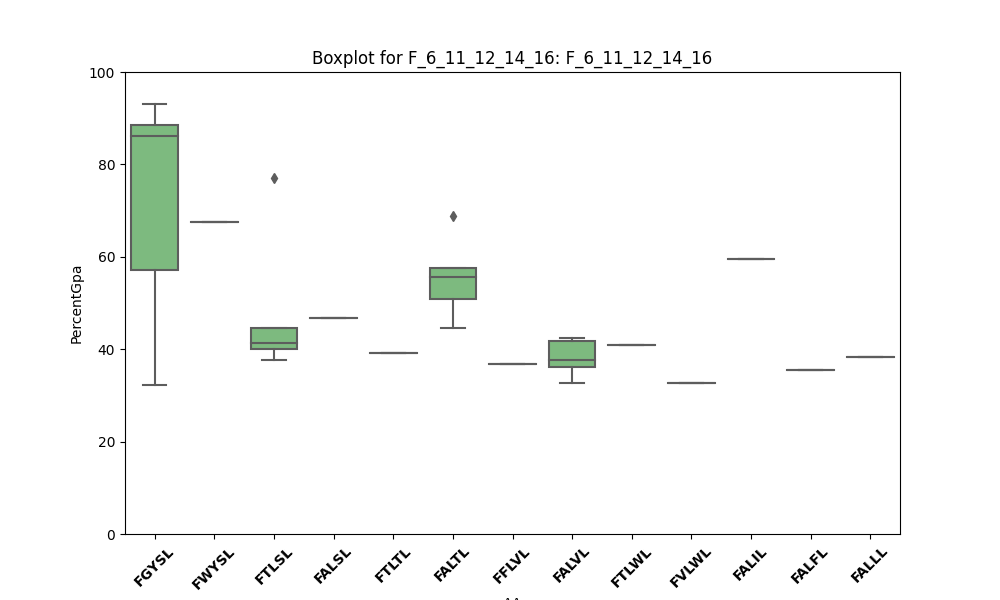 Boxplot for F_6_11_12_14_16: F_6_11_12_14_16
100
80
60
40
20
0
PercentGpa
FGYSL FWYSL FTLSL FALSL FTLTL FALTL FFLVL FALVL FTLWL FVLWL FALIL FALFL FALLL